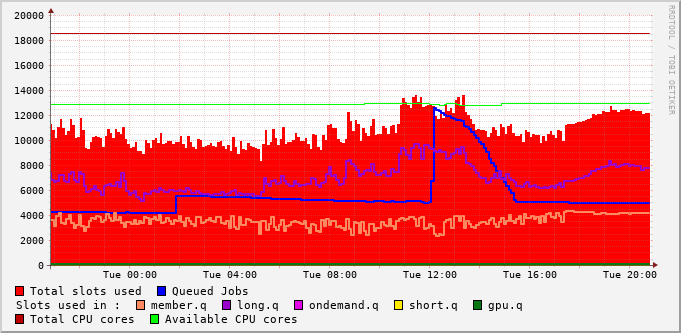 RRDTOOL / TOBI OETIKER
20000
18000
16000
14000
12000
10000
8000
6000
4000
2000
0
Tue 00:00 Tue 04:00 Tue 08:00 Tue 12:00 Tue 16:00 Tue 20:00
Total slots used Queued Jobs
Slots used in : member.q long.q ondemand.q short.q gpu.q
Total CPU cores Available CPU cores